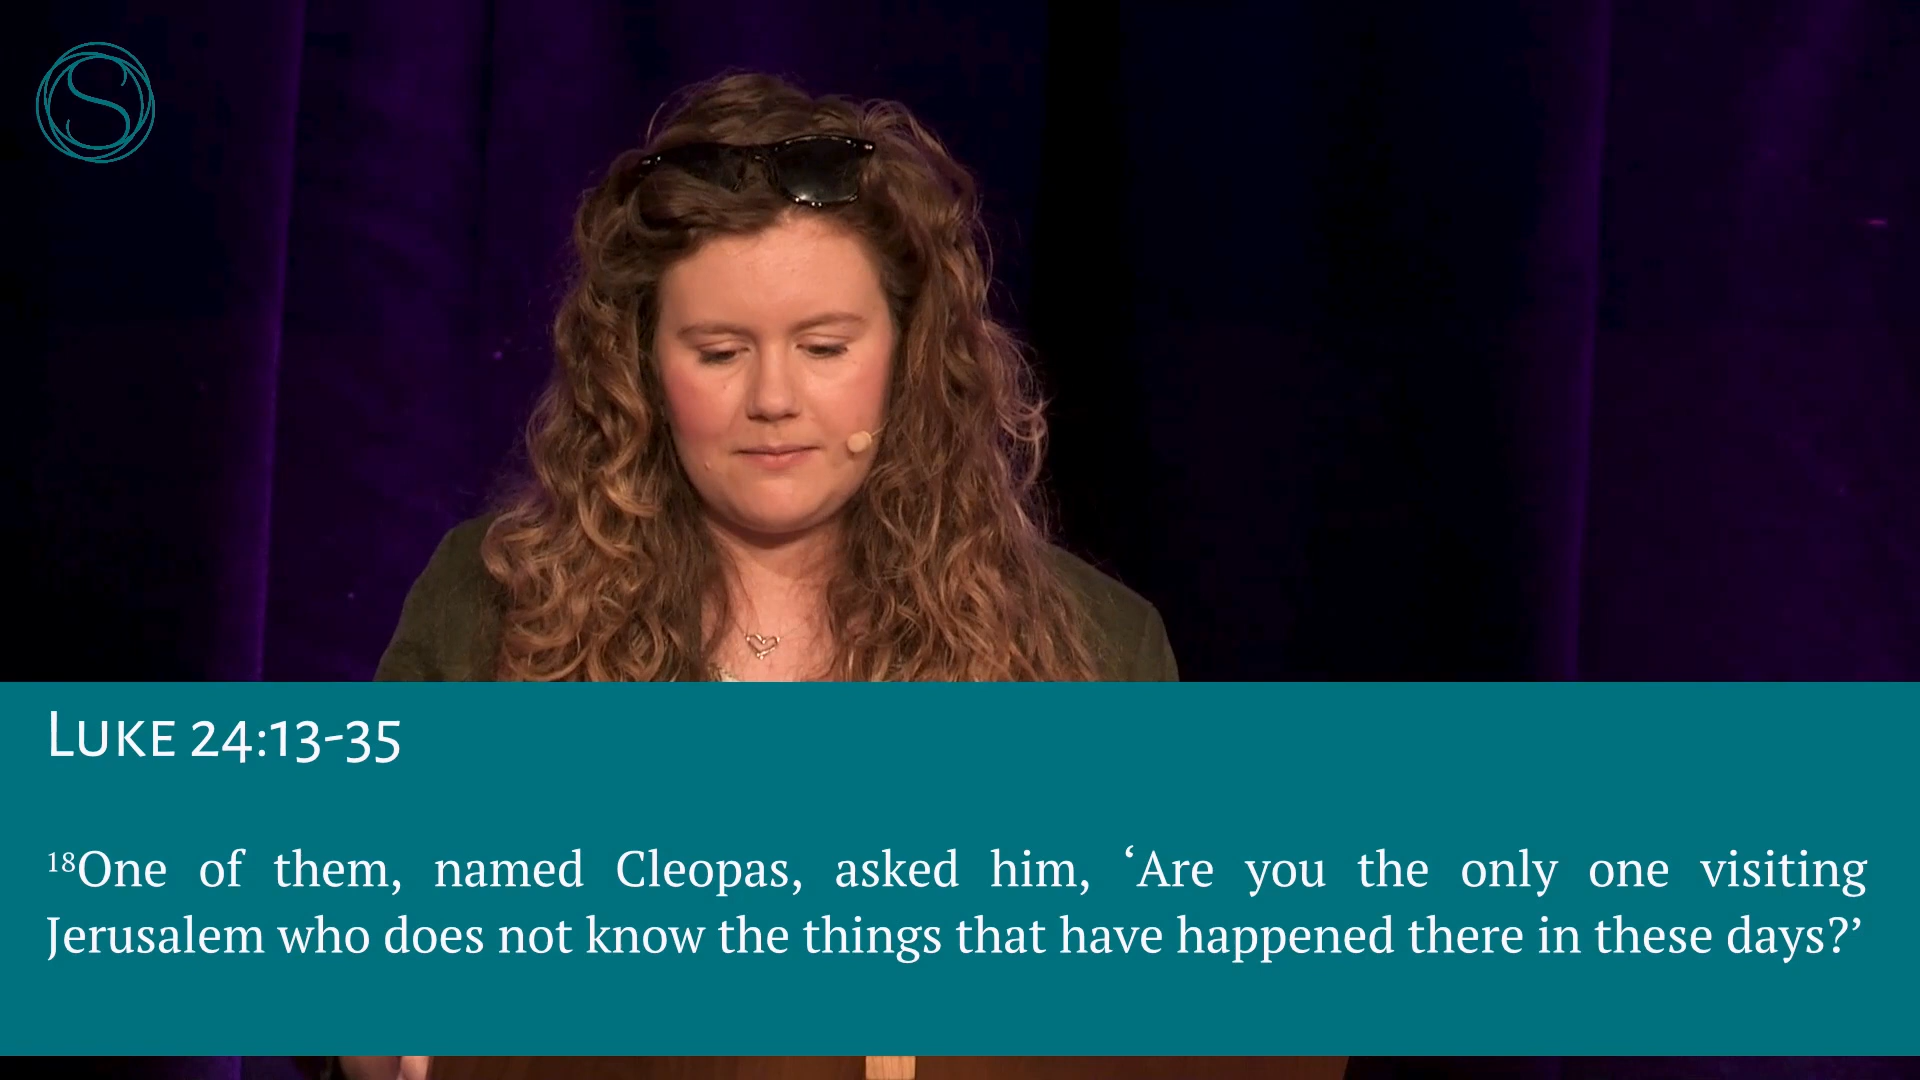 S
LUKE 24:13-35
¹⁸One of them, named Cleopas, asked him, ‘Are you the only one visiting
Jerusalem who does not know the things that have happened there in these days?’